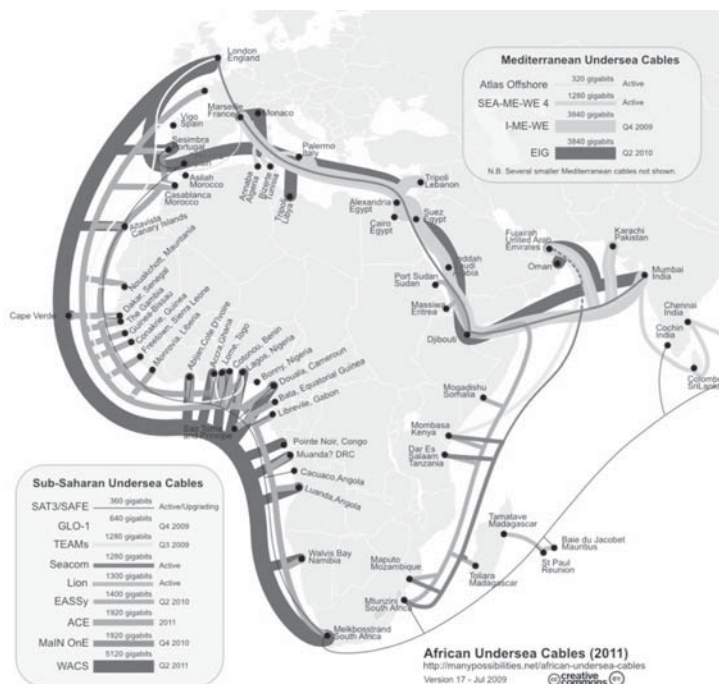 London
England
Vigo
Spain
Sesimbra
Portugal
Marseille
France
Monaco
Palermo
Italy
Asilah
Morocco
Casablanca
Morocco
Annaba
Algeria
Bizerte
Tunisia
Tripoli
Libya
Tripoli
Lebanon
Alexandria
Egypt
Cairo
Egypt
Suez
Egypt
Altavista
Canary Islands
Nouakchott, Mauritania
Dakar, Senegal
The Gambia
Guinea-Bissau
Conakrie, Guinea
Freetown, Sierra Leone
Monrovia, Liberia
Cape Verde
Abijan Cote D'Ivore
Accra Ghana
Lome, Togo
Cotonou, Benin
Lagos, Nigeria
Bonny, Nigeria
Douala, Cameroun
Bata, Equatorial Guinea
Libreville, Gabon
Pointe Noir, Congo
Muanda? DRC
Cacuaco,Angola
Luanda,Angola
Walvis Bay
Namibia
Melkbosstrand
South Africa
Port Sudan
Sudan
Massiwa
Eritrea
Djibouti
Fujairah
United Arab
Emirates
Oman
Karachi
Pakistan
Mumbai
India
Chennai
India
Cochin
India
Colombo
Mogadishu
Somalia
Mombasa
Kenya
Dar Es
Salaam
Tanzania
Tamatave
Madagascar
Baie du Jacobet
Mauritius
St Paul
Reunion
Toliara
Madagascar
Maputo
Mozambique
Mtunzini
South Africa
Mediterranean Undersea Cables
Atlas Offshore 320 gigabits Active
SEA-ME-WE 4 1280 gigabits Active
I-ME-WE 3840 gigabits Q4 2009
EIG 3840 gigabits Q2 2010
N.B. Several smaller Mediterranean cables not shown.
Sub-Saharan Undersea Cables
SAT3/SAFE 360 gigabits Active/Upgrading
GLO-1 640 gigabits Q4 2009
TEAMs 1280 gigabits Q3 2009
Seacom 1280 gigabits Active
Lion 1300 gigabits Active
EASSy 1400 gigabits Q2 2010
ACE 1920 gigabits 2011
MaIN OnE 1920 gigabits Q4 2010
WACS 5120 gigabits Q2 2011
African Undersea Cables (2011)
http://manypossibilities.net/african-undersea-cables
Version 17 - Jul 2009
creative
commons